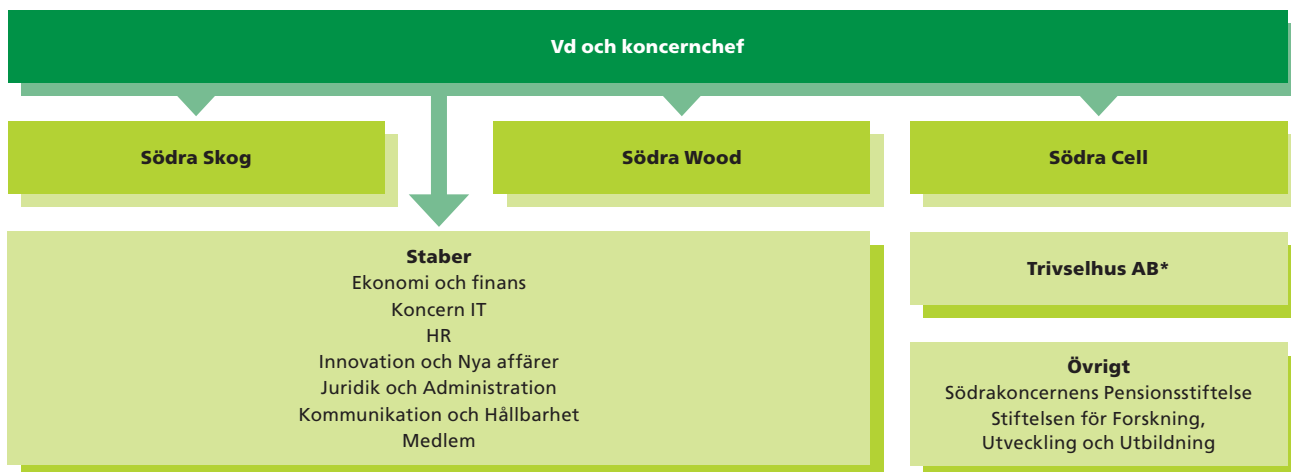 Vd och koncernchef
Södra Skog
Södra Wood
Södra Cell
Staber
Ekonomi och finans
Koncern IT
HR
Innovation och Nya affärer
Juridik och Administration
Kommunikation och Hållbarhet
Medlem
Trivselhus AB*
Övrigt
Södrakoncernens Pensionsstiftelse
Stiftelsen för Forskning,
Utveckling och Utbildning